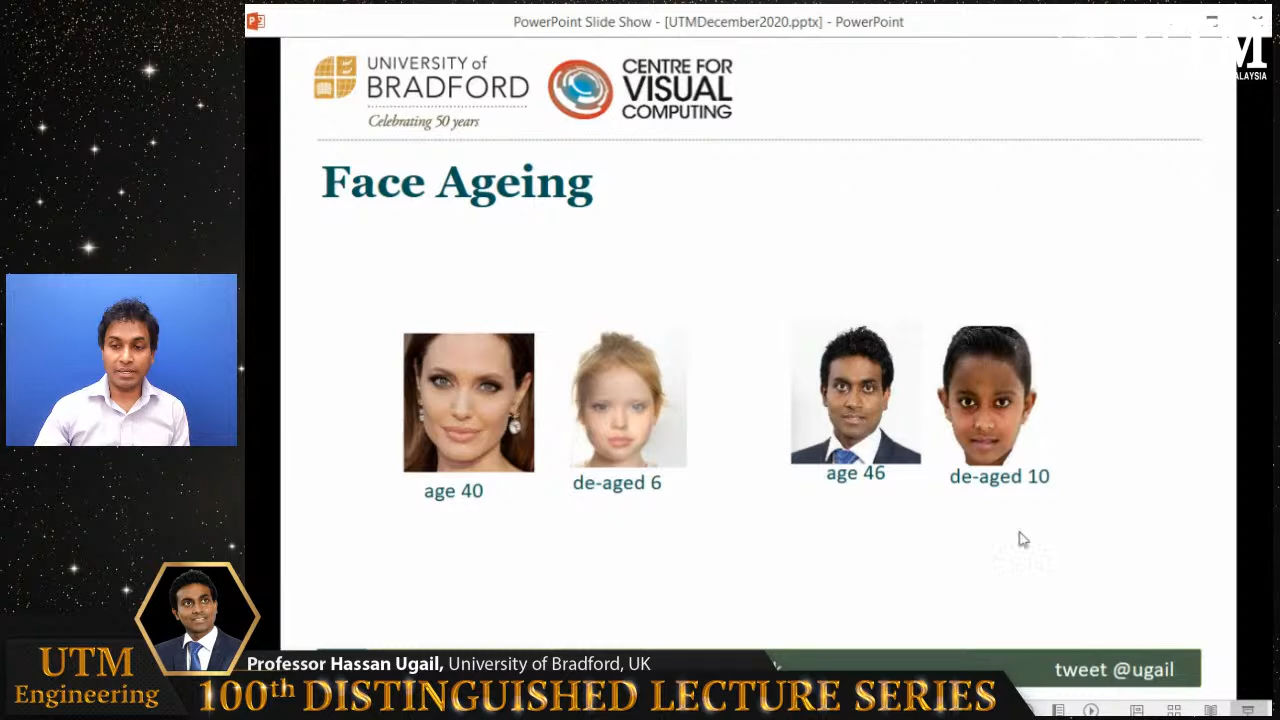 PowerPoint Slide Show - [UTMDecember2020.pptx] - PowerPoint
UNIVERSITY of
BRADFORD
Celebrating 50 years
CENTRE FOR
VISUAL
COMPUTING
ALAYSIA
Face Ageing
age 40
de-aged 6
age 46
de-aged 10
tweet @ugail
Professor Hassan Ugail, University of Bradford, UK
UTM
Engineering
100th DISTINGUISHED LECTURE SERIES